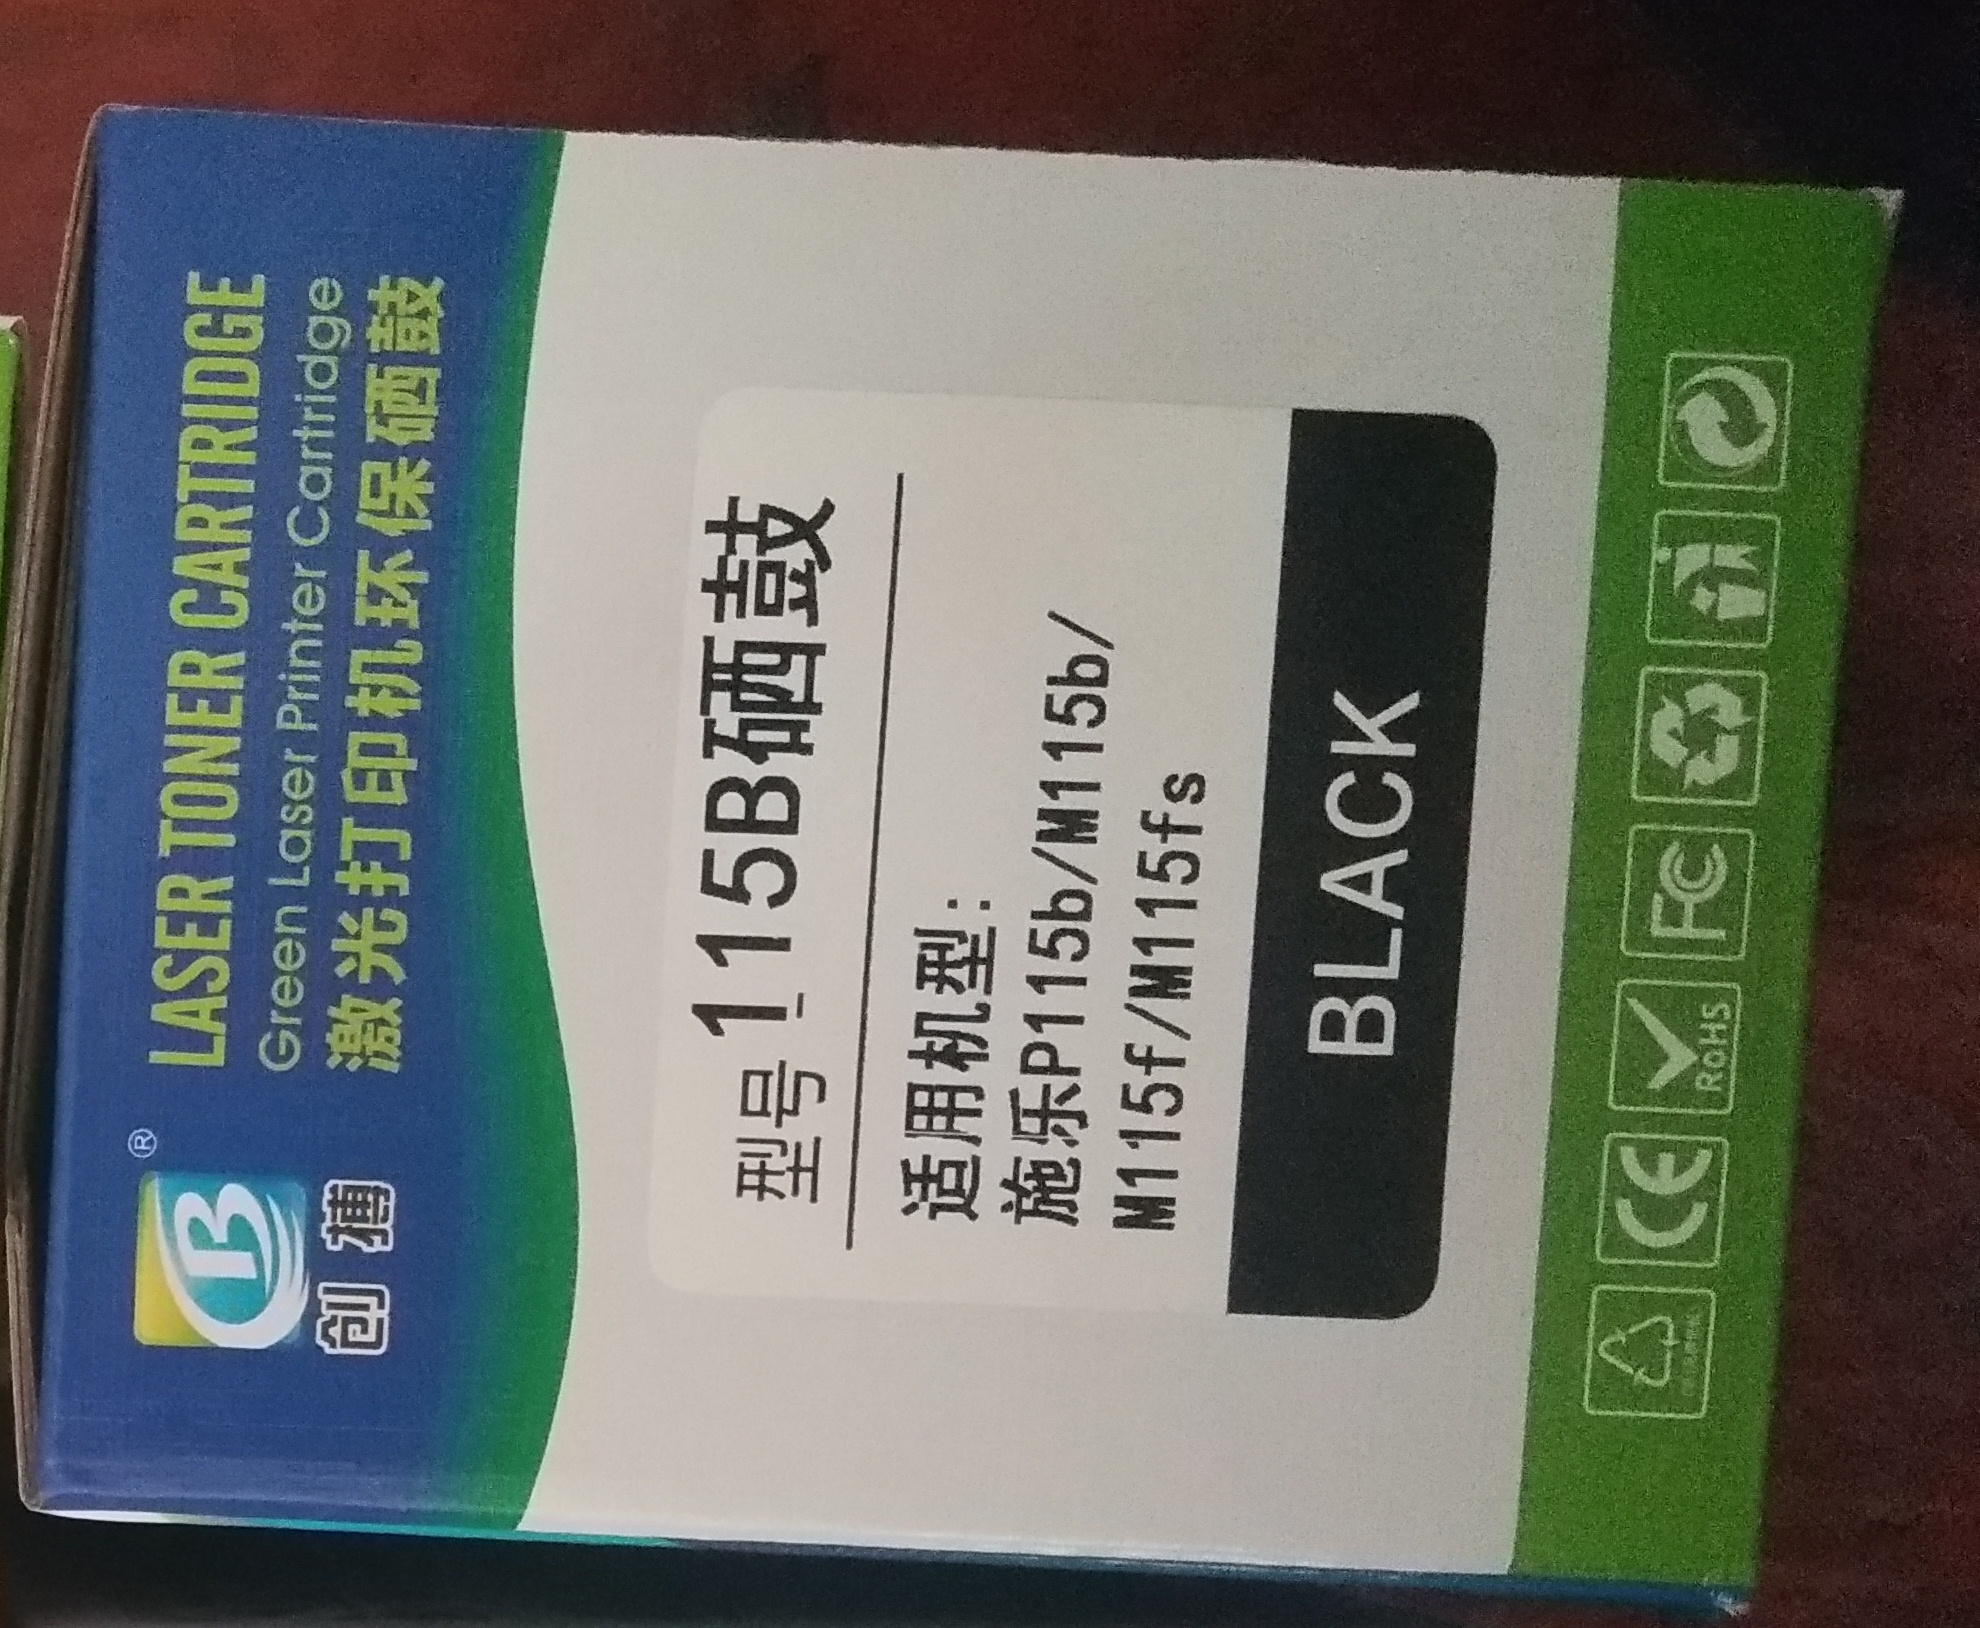 ®
B
创 博
LASER TONER CARTRIDGE
Green Laser Printer Cartridge
激光打印机环保硒鼓
型号 115B硒鼓
适用机型:
施乐P115b/M115b/
M115f/M115fs
BLACK
CE
RoHS
FC